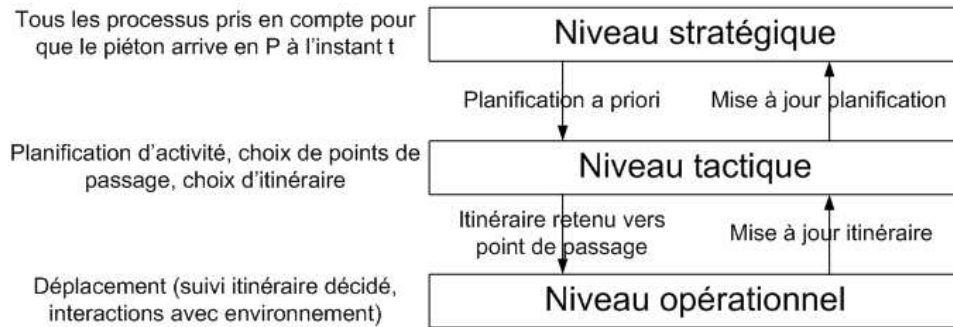 Tous les processus pris en compte pour
que le piéton arrive en P à l'instant t
Niveau stratégique
Planification a priori
Mise à jour planification
Planification d'activité, choix de points de
passage, choix d'itinéraire
Niveau tactique
Itinéraire retenu vers
point de passage
Mise à jour itinéraire
Déplacement (suivi itinéraire décidé,
interactions avec environnement)
Niveau opérationnel